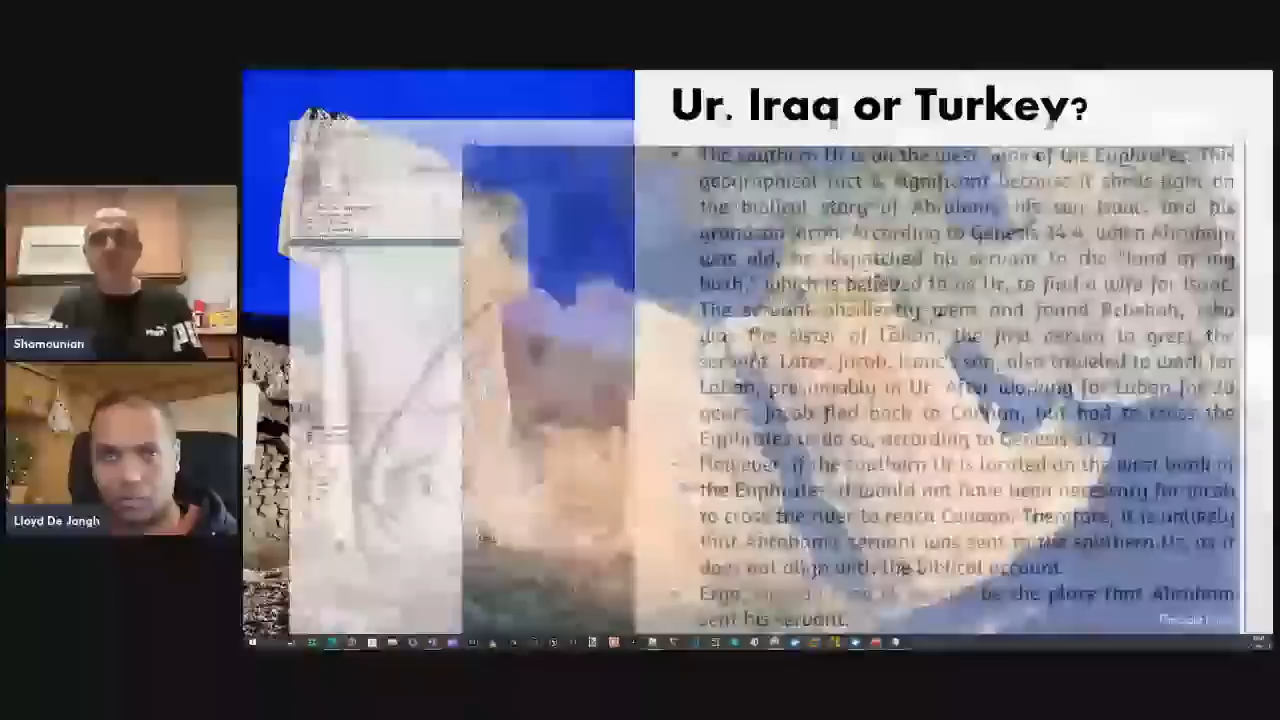 Ur. Iraq or Turkey?
The southern Ur is on the west of the Euphrates. This
geographical fact is significant because it sheds light on
the biblical story of Abraham, his son Isaac, and his
grandson Jacob. According to Genesis 24:4, when Abraham
was old, he dispatched his servant to the "land of my
birth," which is believed to be Ur, to find a wife for Isaac.
The servant obediently went and found Rebekah, who
was the sister of Laban, the first person to greet the
servant. Later, Jacob, Isaac's son, also traveled to work for
Laban, presumably in Ur. After working for Laban for 20
years, Jacob fled back to Canaan, but had to cross the
Euphrates to do so, according to Genesis 31:21
However, if the southern Ur is located on the west bank of
the Euphrates, it would not have been necessary for Jacob
to cross the river to reach Canaan. Therefore, it is unlikely
that Abraham's servant was sent to the southern Ur, as it
does not align with the biblical account.
be the place that Abraham
sent his servant.
Shamounian
Lloyd De Jongh